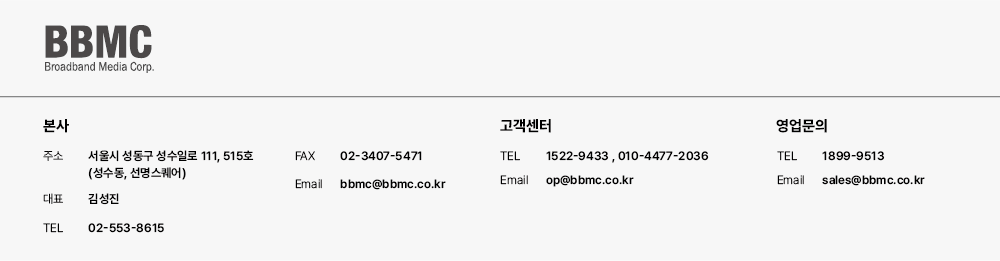 BBMC
Broadband Media Corp.
본사
주소 서울시 성동구 성수일로 111, 515호
(성수동, 선명스퀘어)
대표 김성진
TEL 02-553-8615
FAX 02-3407-5471
Email bbmc@bbmc.co.kr
고객센터
TEL 1522-9433 , 010-4477-2036
Email op@bbmc.co.kr
영업문의
TEL 1899-9513
Email sales@bbmc.co.kr